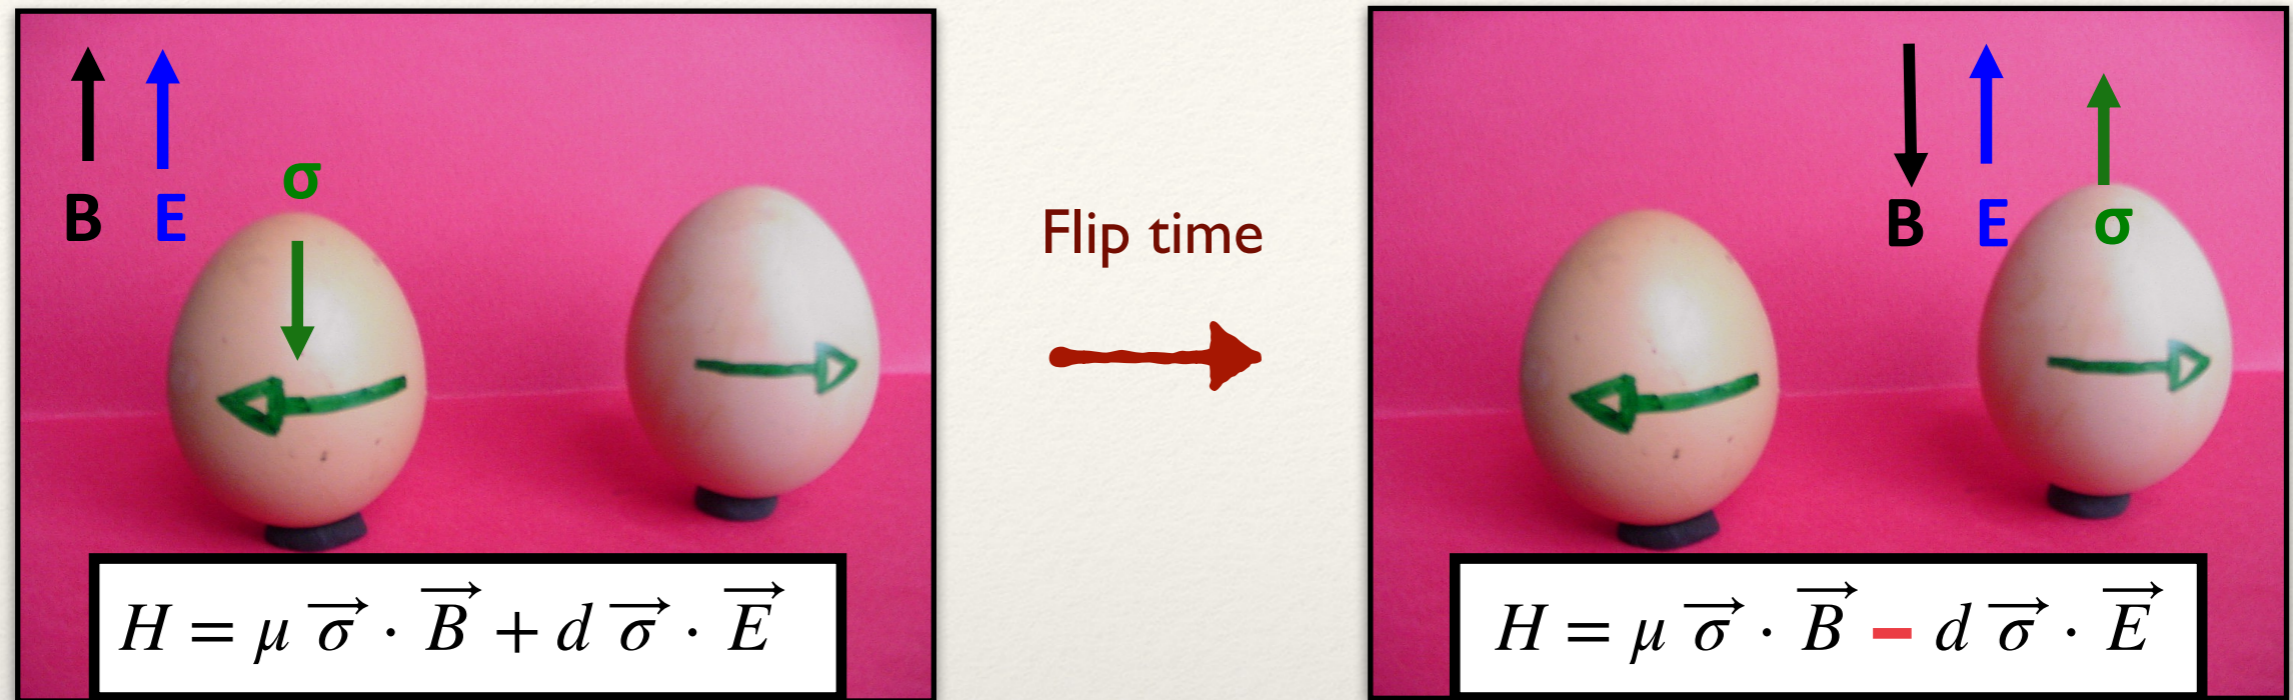 B E
σ
H = μ σ⃗ · B⃗ + d σ⃗ · E⃗
Flip time
B E σ
H = μ σ⃗ · B⃗ − d σ⃗ · E⃗